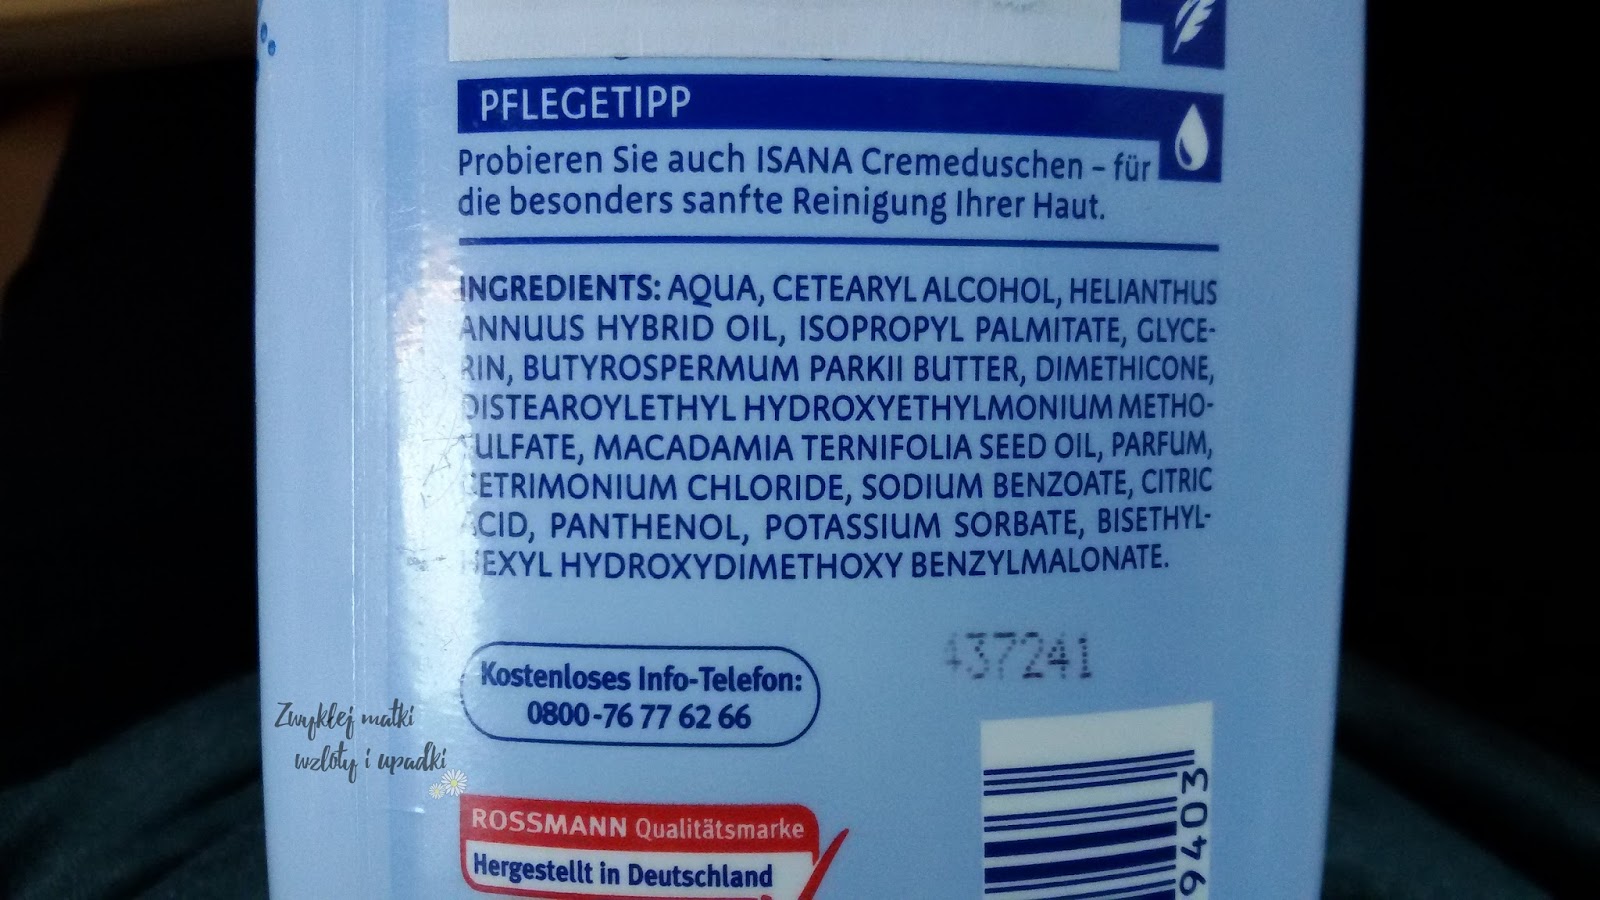 PFLEGETIPP
Probieren Sie auch ISANA Cremeduschen – für
die besonders sanfte Reinigung Ihrer Haut.
INGREDIENTS: AQUA, CETEARYL ALCOHOL, HELIANTHUS
ANNUUS HYBRID OIL, ISOPROPYL PALMITATE, GLYCE-
RIN, BUTYROSPERMUM PARKII BUTTER, DIMETHICONE,
DISTEAROYLETHYL HYDROXYETHYLMONIUM METHO-
SULFATE, MACADAMIA TERNIFOLIA SEED OIL, PARFUM,
CETRIMONIUM CHLORIDE, SODIUM BENZOATE, CITRIC
ACID, PANTHENOL, POTASSIUM SORBATE, BISETHYL-
HEXYL HYDROXYDIMETHOXY BENZYLMALONATE.
437241
Kostenloses Info-Telefon:
0800-76 77 62 66
Zwykłej matki
wzloty i upadki
ROSSMANN Qualitätsmarke
Hergestellt in Deutschland
9403